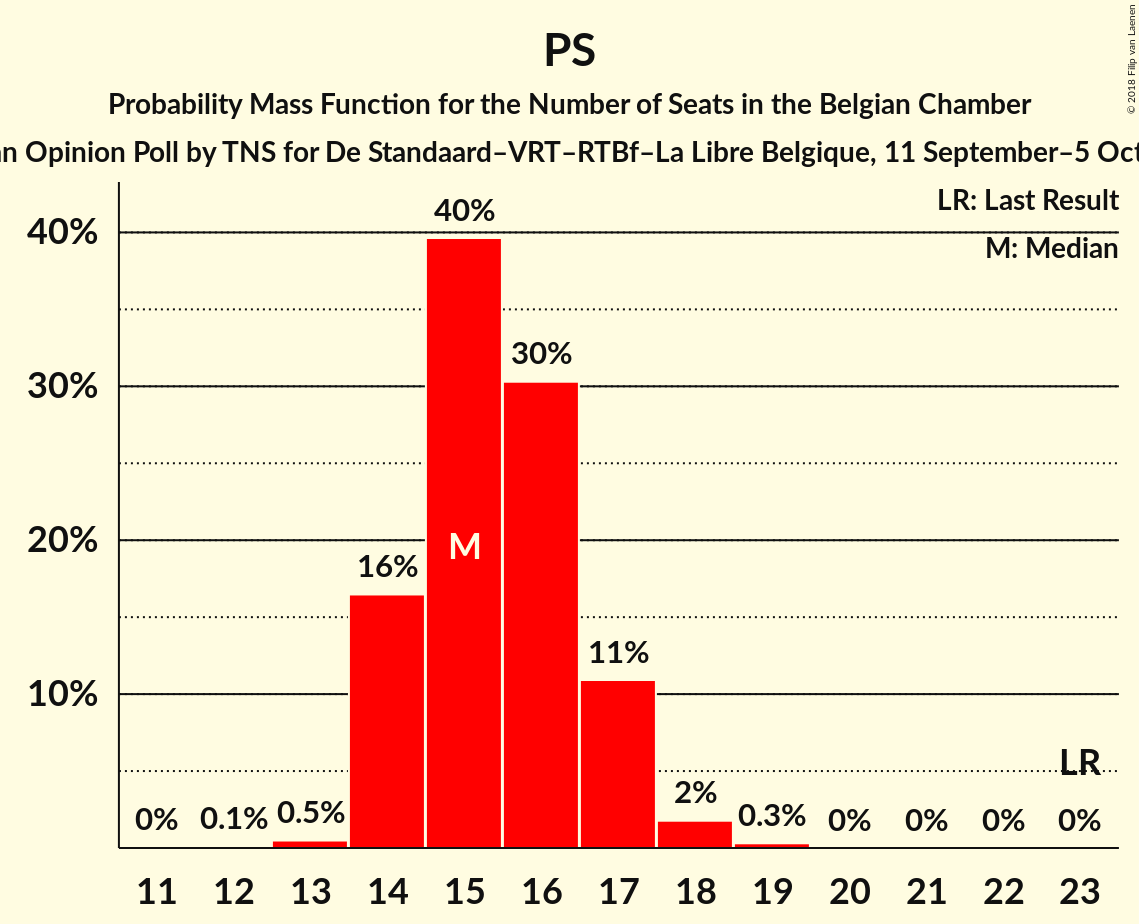 PS
Probability Mass Function for the Number of Seats in the Belgian Chamber
Opinion Poll by TNS for De Standaard–VRT–RTBf–La Libre Belgique, 11 September–5
© 2018 Filip van Laenen
LR: Last Result
M: Median
40%
30%
20%
10%
0%
0.1%
0.5%
16%
40%
M
30%
11%
2%
0.3%
0%
0%
0%
0%
LR
11 12 13 14 15 16 17 18 19 20 21 22 23